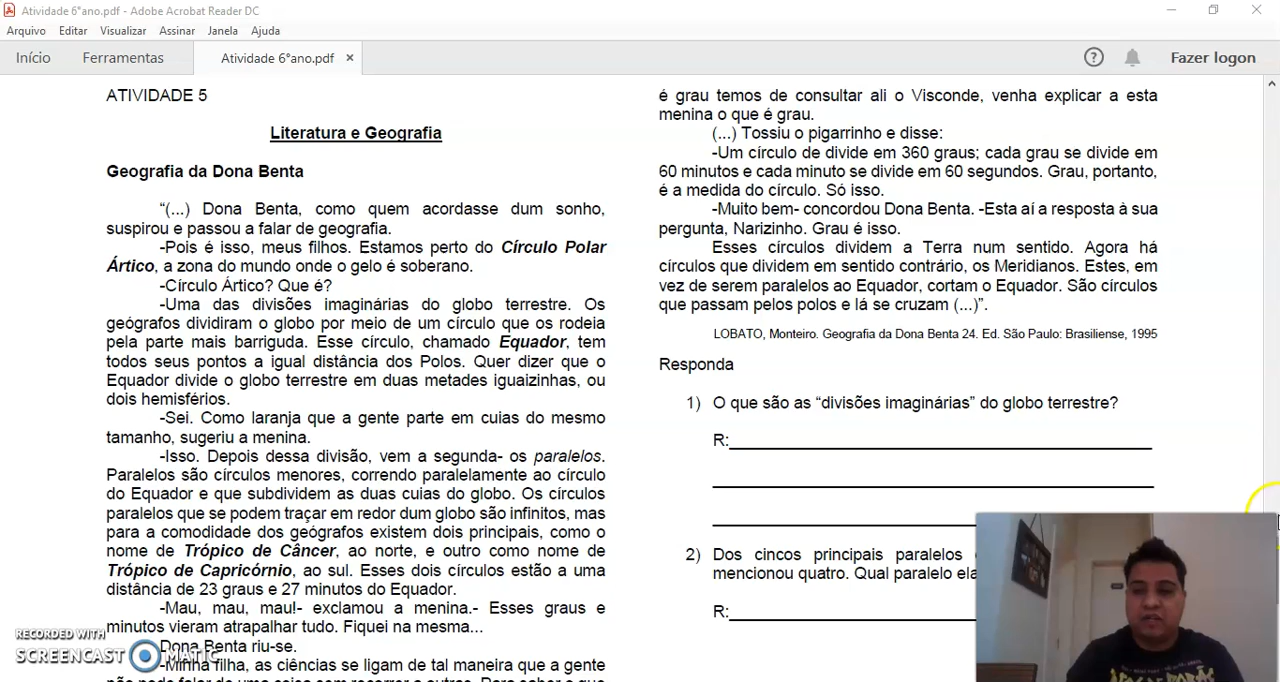 Atividade 6°ano.pdf - Adobe Acrobat Reader DC
Arquivo Editar Visualizar Assinar Janela Ajuda
Início Ferramentas Atividade 6°ano.pdf × ? Fazer logon
ATIVIDADE 5
Literatura e Geografia
Geografia da Dona Benta
“(...) Dona Benta, como quem acordasse dum sonho,
suspirou e passou a falar de geografia.
-Pois é isso, meus filhos. Estamos perto do Círculo Polar
Ártico, a zona do mundo onde o gelo é soberano.
-Círculo Ártico? Que é?
-Uma das divisões imaginárias do globo terrestre. Os
geógrafos dividiram o globo por meio de um círculo que os rodeia
pela parte mais barriguda. Esse círculo, chamado Equador, tem
todos seus pontos a igual distância dos Polos. Quer dizer que o
Equador divide o globo terrestre em duas metades iguaizinhas, ou
dois hemisférios.
-Sei. Como laranja que a gente parte em cuias do mesmo
tamanho, sugeriu a menina.
-Isso. Depois dessa divisão, vem a segunda- os paralelos.
Paralelos são círculos menores, correndo paralelamente ao círculo
do Equador e que subdividem as duas cuias do globo. Os círculos
paralelos que se podem traçar em redor dum globo são infinitos, mas
para a comodidade dos geógrafos existem dois principais, como o
nome de Trópico de Câncer, ao norte, e outro como nome de
Trópico de Capricórnio, ao sul. Esses dois círculos estão a uma
distância de 23 graus e 27 minutos do Equador.
-Mau, mau, mau!- exclamou a menina.- Esses graus e
minutos vieram atrapalhar tudo. Fiquei na mesma...
Dona Benta riu-se.
-Minha filha, as ciências se ligam de tal maneira que a gente
não pode falar de uma coisa sem recorrer a outras. Para saber o que
é grau temos de consultar ali o Visconde, venha explicar a esta
menina o que é grau.
(...) Tossiu o pigarrinho e disse:
-Um círculo de divide em 360 graus; cada grau se divide em
60 minutos e cada minuto se divide em 60 segundos. Grau, portanto,
é a medida do círculo. Só isso.
-Muito bem- concordou Dona Benta. -Esta aí a resposta à sua
pergunta, Narizinho. Grau é isso.
Esses círculos dividem a Terra num sentido. Agora há
círculos que dividem em sentido contrário, os Meridianos. Estes, em
vez de serem paralelos ao Equador, cortam o Equador. São círculos
que passam pelos polos e lá se cruzam (...)”.
LOBATO, Monteiro. Geografia da Dona Benta 24. Ed. São Paulo: Brasiliense, 1995
Responda
1) O que são as “divisões imaginárias” do globo terrestre?
R:
2) Dos cincos principais paralelos
mencionou quatro. Qual paralelo ela
R:
RECORDED WITH
SCREENCAST MATIC